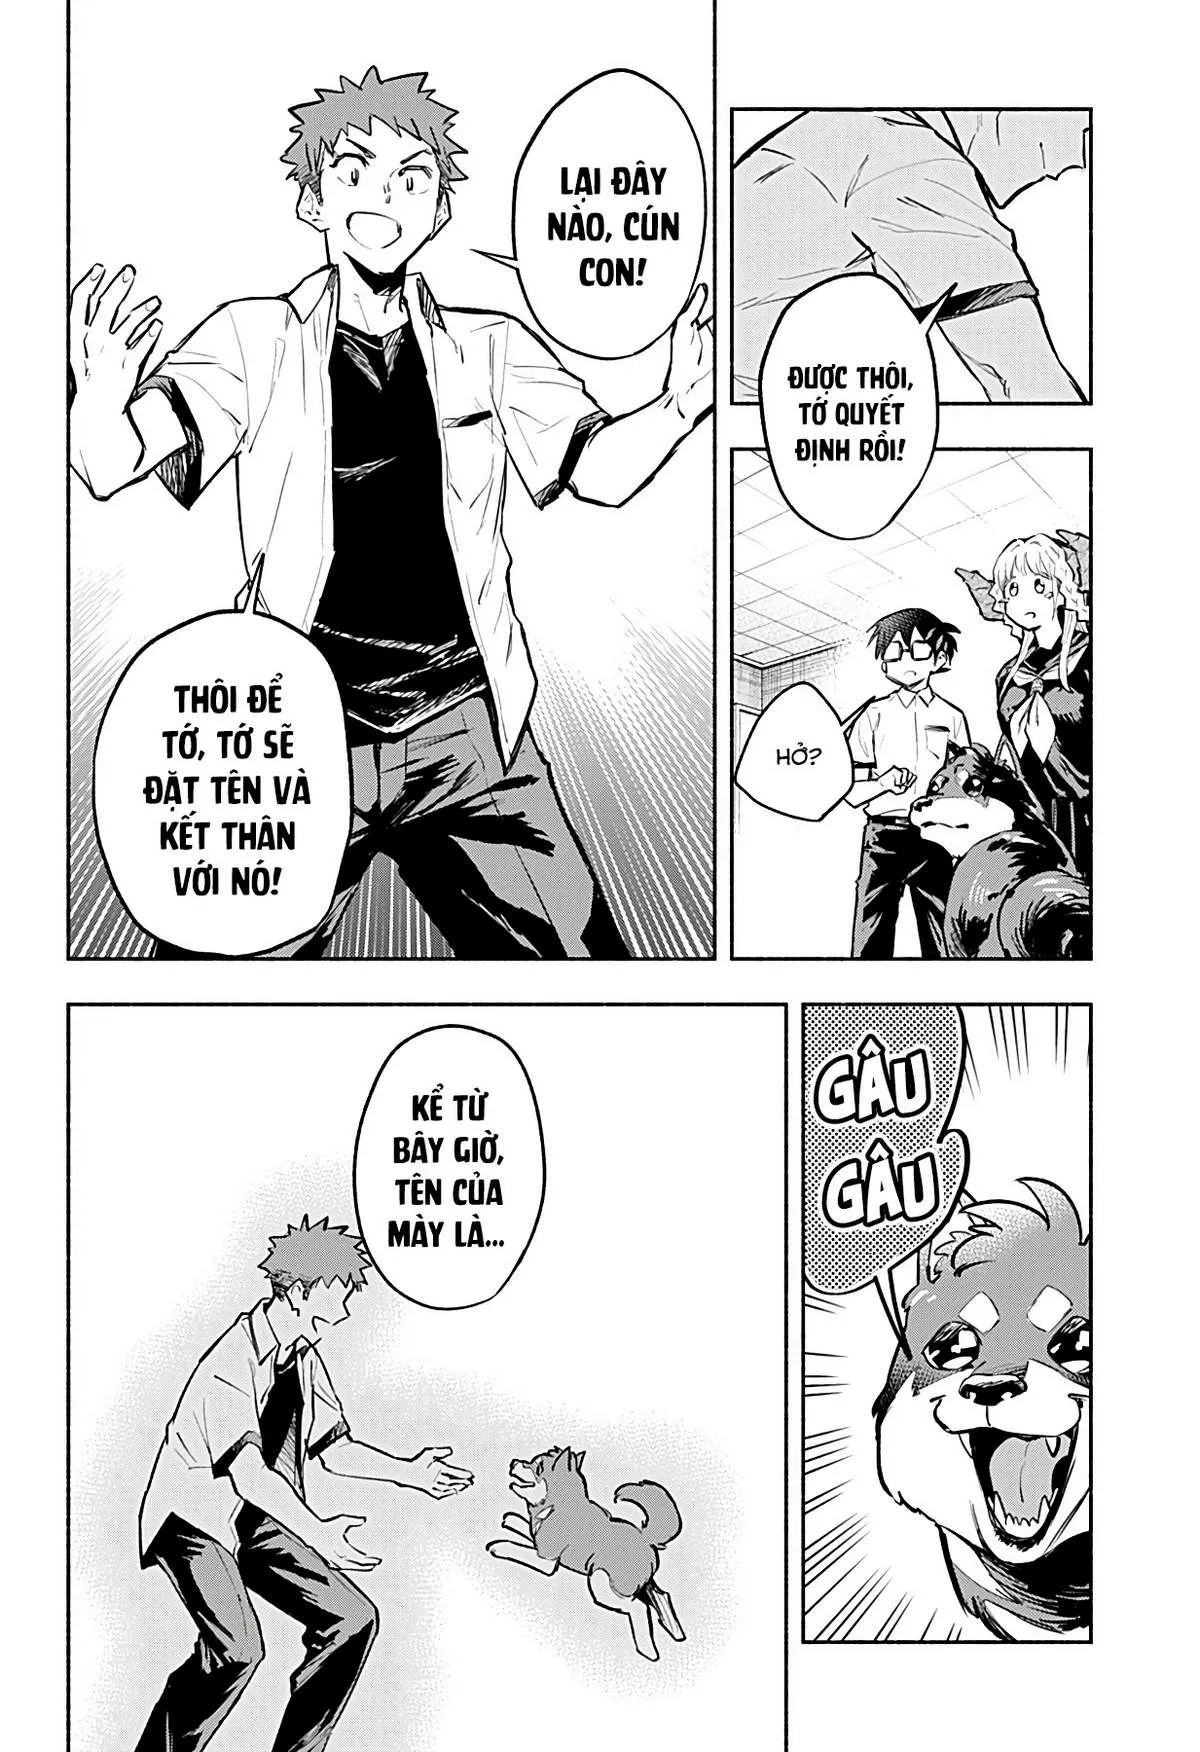 ĐƯỢC THÔI,
TỚ QUYẾT
ĐỊNH RỒI!
HỞ?
LẠI ĐÂY
NÀO, CÚN
CON!
THÔI ĐỂ
TỚ, TỚ SẼ
ĐẶT TÊN VÀ
KẾT THÂN
VỚI NÓ!
GÂU
GÂU
KỂ TỪ
BÂY GIỜ,
TÊN CỦA
MÀY LÀ...